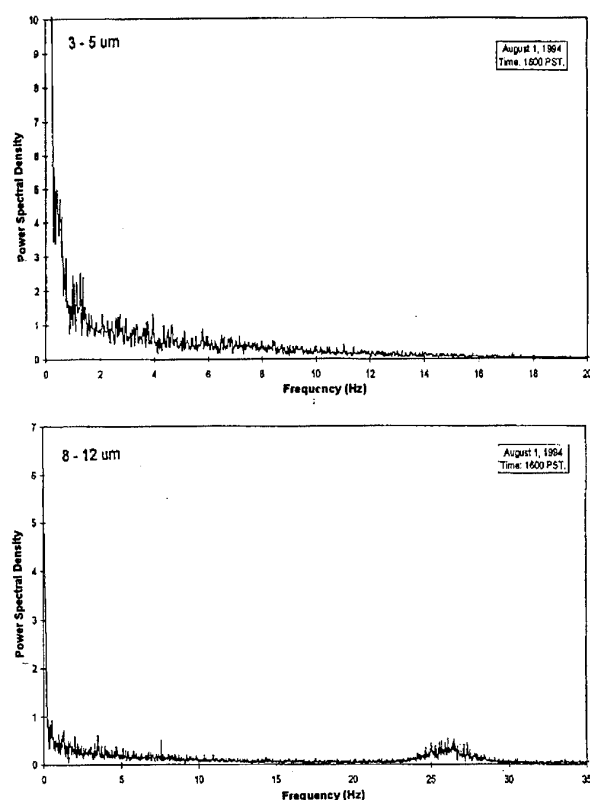 10
3 - 5 um
August 1, 1994
Time: 1600 PST.
9
8
7
6
5
4
3
2
1
0
Power Spectral Density
0 2 4 6 8 10 12 14 16 18 20
Frequency (Hz)
7
8 - 12 um
August 1, 1994
Time: 1600 PST.
6
5
4
3
2
1
0
Power Spectral Density
0 5 10 15 20 25 30 35
Frequency (Hz)